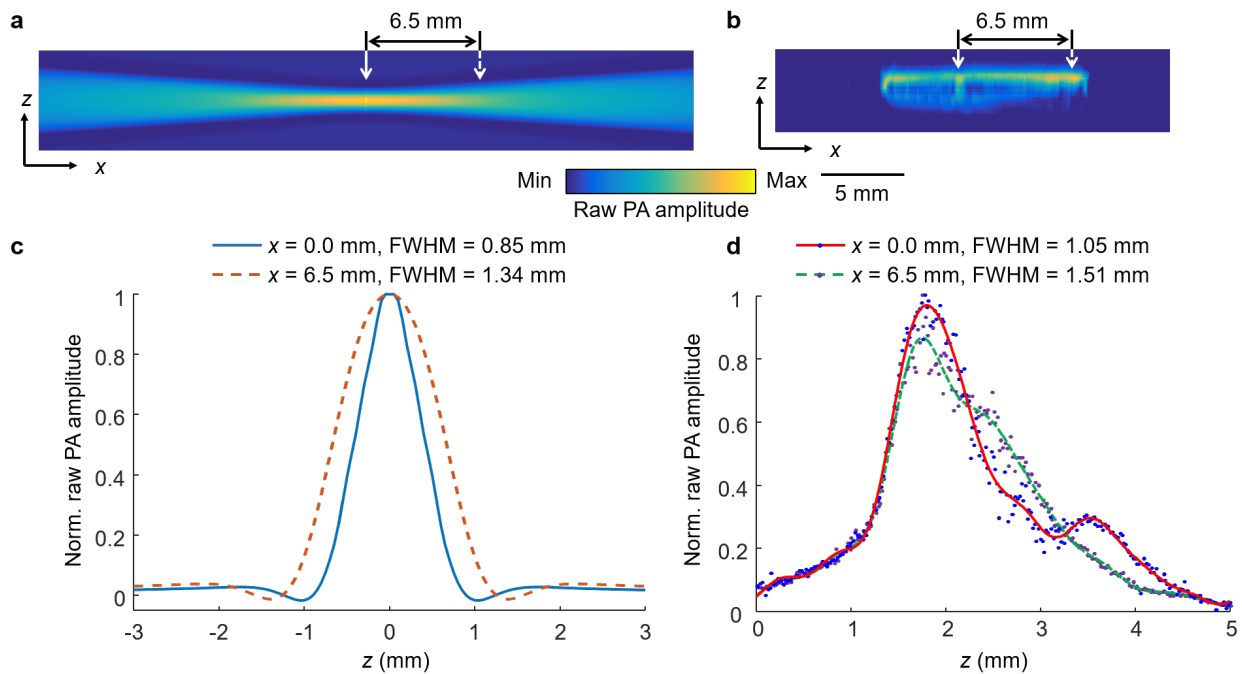 a
6.5 mm
z
x
b
6.5 mm
z
x
Min
Max
Raw PA amplitude
5 mm
c
x = 0.0 mm, FWHM = 0.85 mm
x = 6.5 mm, FWHM = 1.34 mm
Norm. raw PA amplitude
1
0.8
0.6
0.4
0.2
0
-3
-2
-1
0
1
2
3
z (mm)
d
x = 0.0 mm, FWHM = 1.05 mm
x = 6.5 mm, FWHM = 1.51 mm
Norm. raw PA amplitude
1
0.8
0.6
0.4
0.2
0
0
1
2
3
4
5
z (mm)